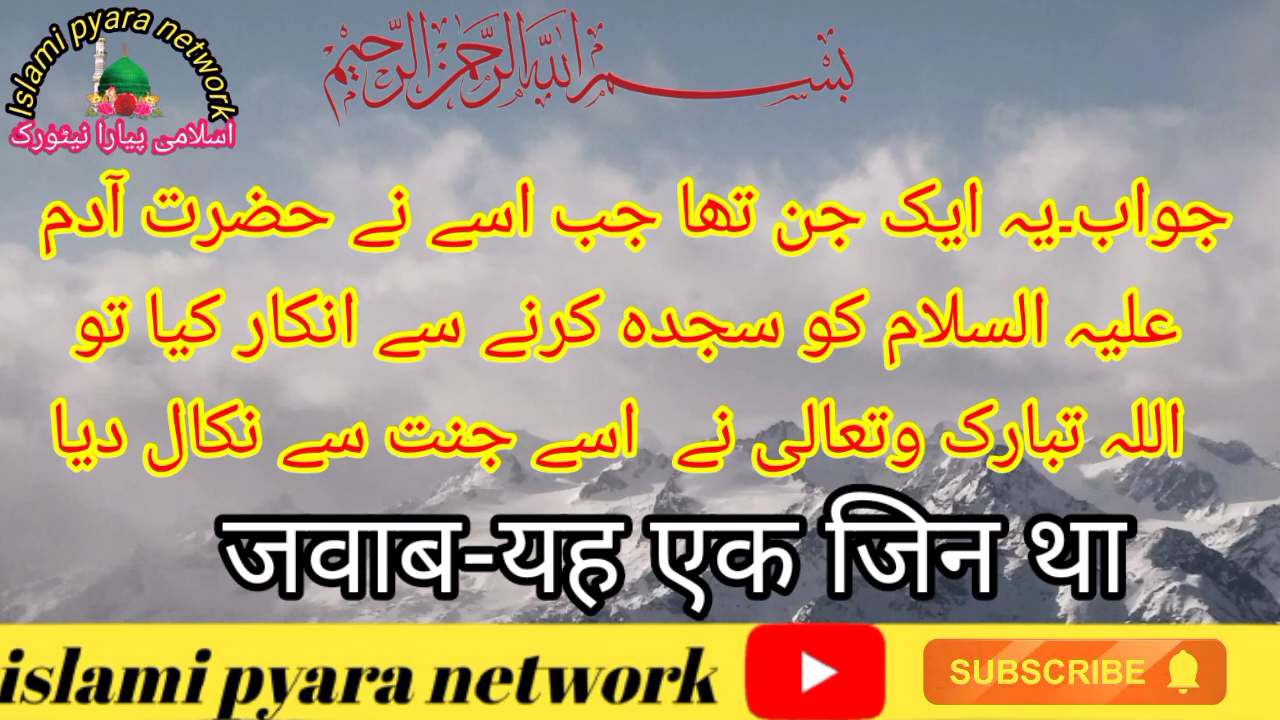 Islami pyara network
اسلامی پیارا نیٹورک
بسم الله الرحمن الرحيم
جواب۔یہ ایک جن تھا جب اسے نے حضرت آدم
علیہ السلام کو سجدہ کرنے سے انکار کیا تو
اللہ تبارک وتعالی نے اسے جنت سے نکال دیا
जवाब-यह एक जिन था
islami pyara network
SUBSCRIBE